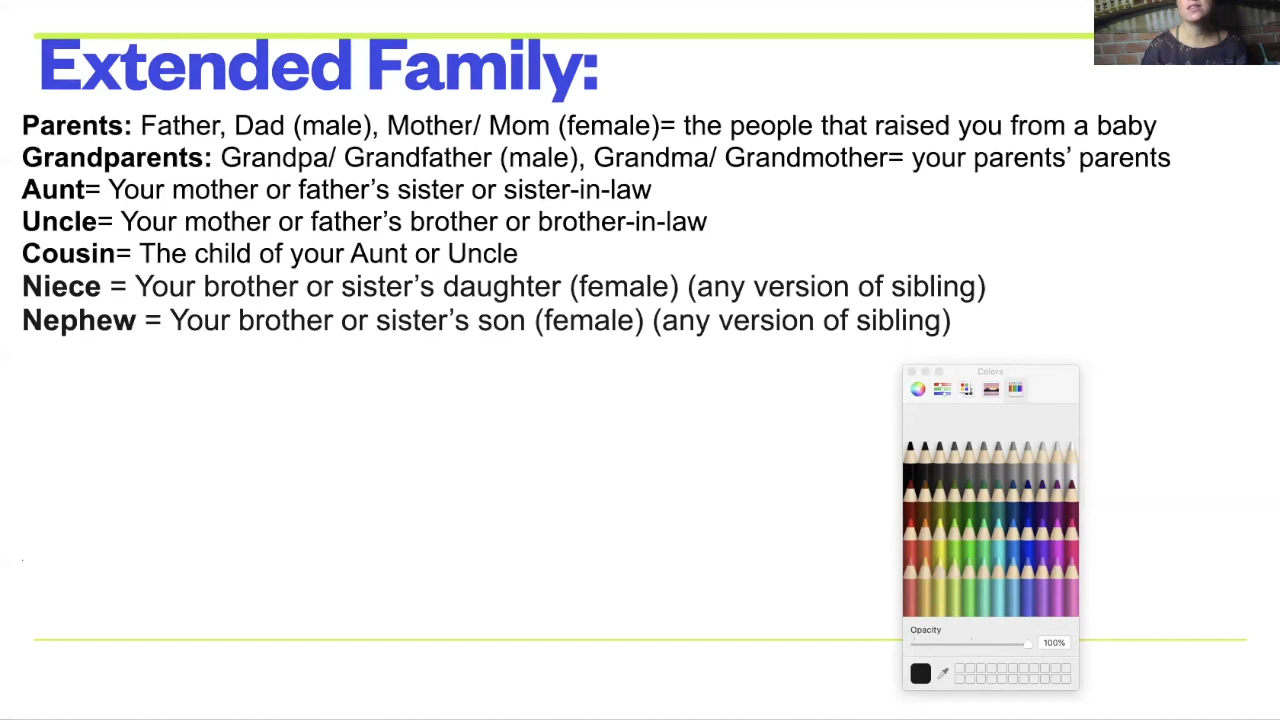 Extended Family:
Parents: Father, Dad (male), Mother/ Mom (female)= the people that raised you from a baby
Grandparents: Grandpa/ Grandfather (male), Grandma/ Grandmother= your parents’ parents
Aunt= Your mother or father’s sister or sister-in-law
Uncle= Your mother or father’s brother or brother-in-law
Cousin= The child of your Aunt or Uncle
Niece = Your brother or sister’s daughter (female) (any version of sibling)
Nephew = Your brother or sister’s son (female) (any version of sibling)
Colors
Opacity
100%